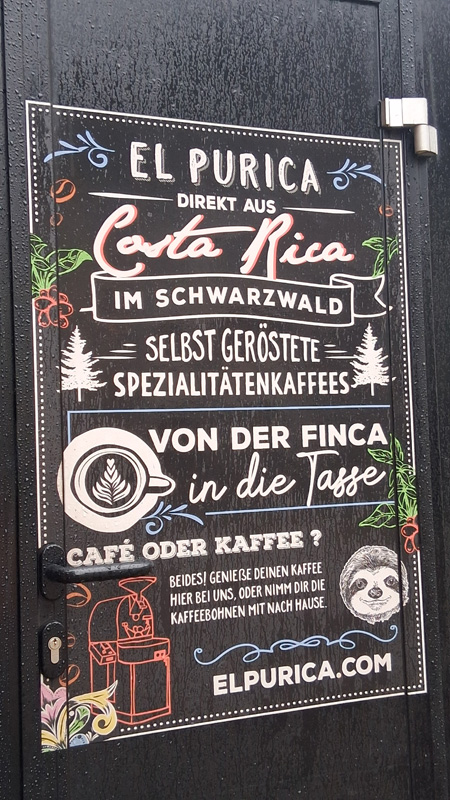 EL PURICA
DIREKT AUS
Costa Rica
IM SCHWARZWALD
SELBST GERÖSTETE
SPEZIALITÄTENKAFFEES
VON DER FINCA
in die Tasse
CAFÉ ODER KAFFEE ?
BEIDES! GENIEßE DEINEN KAFFEE
HIER BEI UNS, ODER NIMM DIR DIE
KAFFEEBOHNEN MIT NACH HAUSE.
ELPURICA.COM